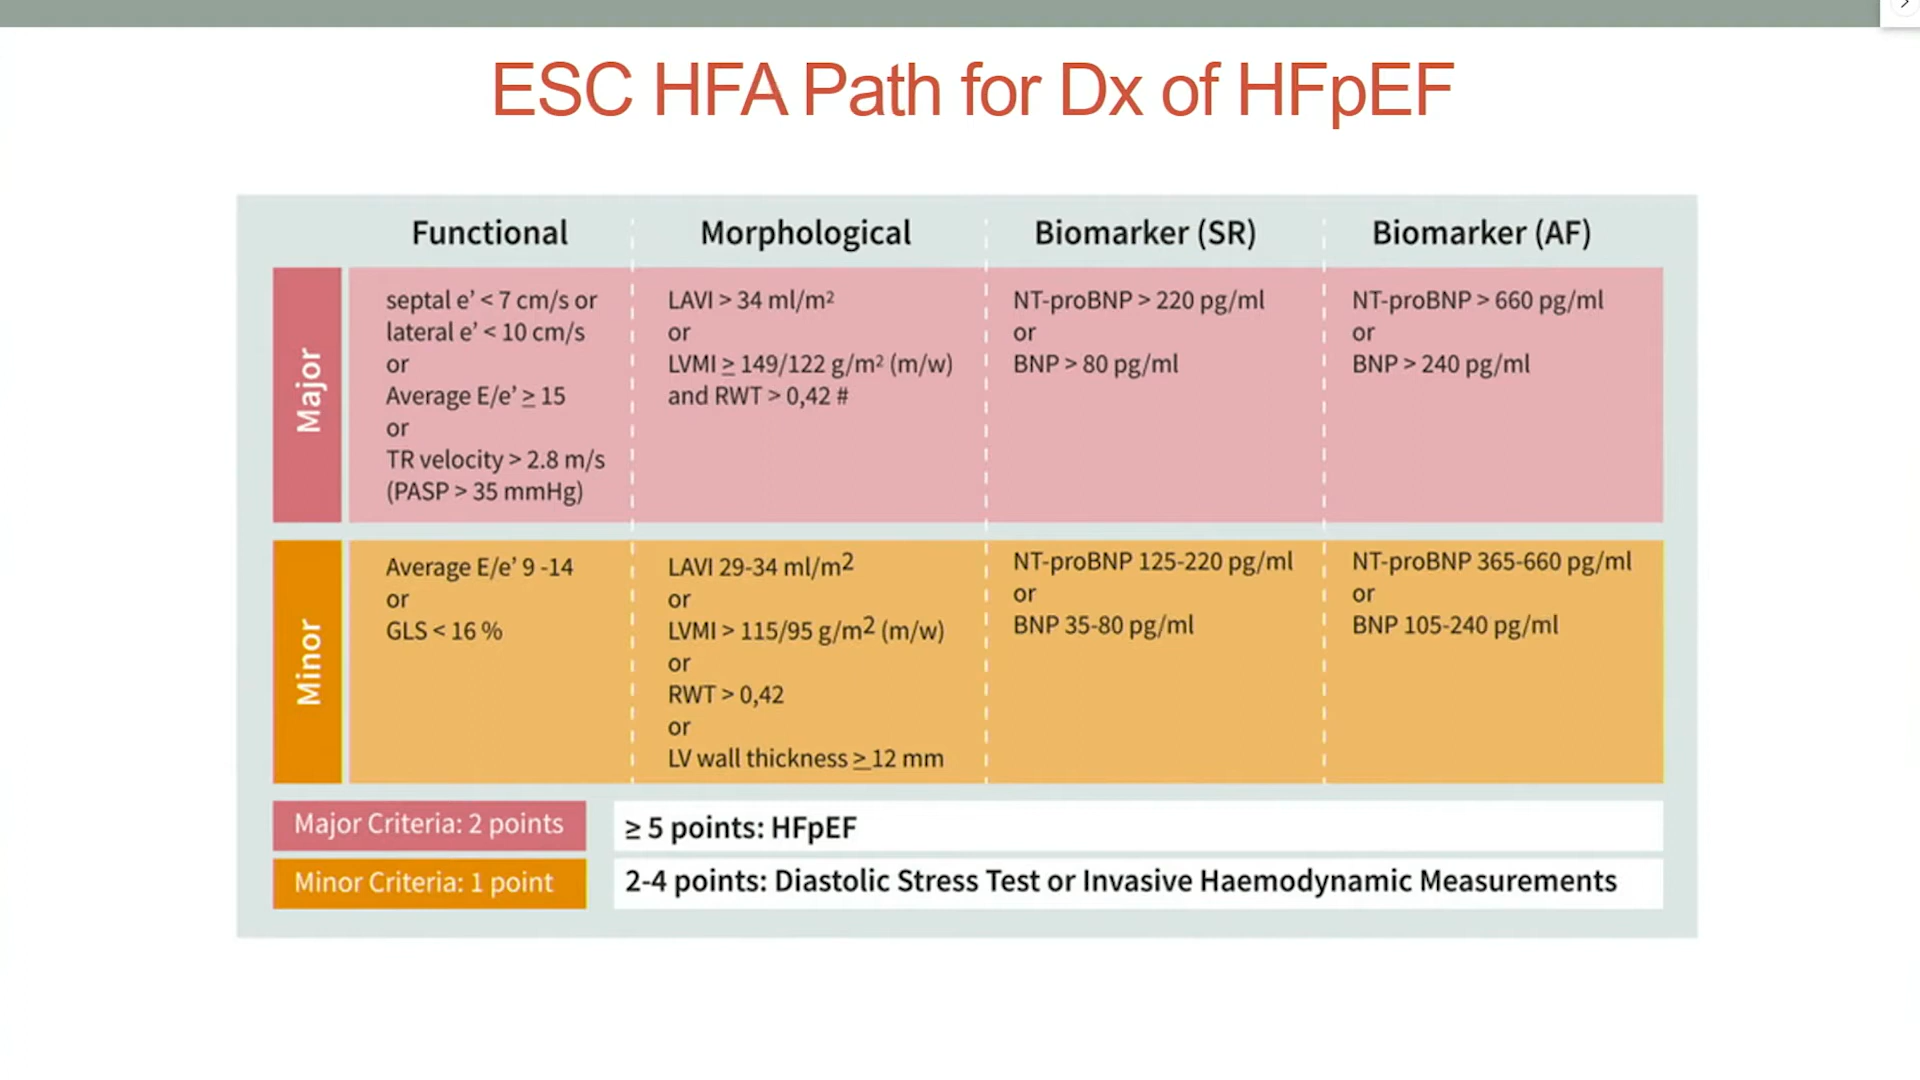 ESC HFA Path for Dx of HFpEF
Functional
Morphological
Biomarker (SR)
Biomarker (AF)
Major
septal e’ < 7 cm/s or
lateral e’ < 10 cm/s
or
Average E/e’ ≥ 15
or
TR velocity > 2.8 m/s
(PASP > 35 mmHg)
LAVI > 34 ml/m²
or
LVMI ≥ 149/122 g/m² (m/w)
and RWT > 0,42 #
NT-proBNP > 220 pg/ml
or
BNP > 80 pg/ml
NT-proBNP > 660 pg/ml
or
BNP > 240 pg/ml
Minor
Average E/e’ 9 -14
or
GLS < 16 %
LAVI 29-34 ml/m2
or
LVMI > 115/95 g/m2 (m/w)
or
RWT > 0,42
or
LV wall thickness ≥ 12 mm
NT-proBNP 125-220 pg/ml
or
BNP 35-80 pg/ml
NT-proBNP 365-660 pg/ml
or
BNP 105-240 pg/ml
Major Criteria: 2 points
≥ 5 points: HFpEF
Minor Criteria: 1 point
2-4 points: Diastolic Stress Test or Invasive Haemodynamic Measurements